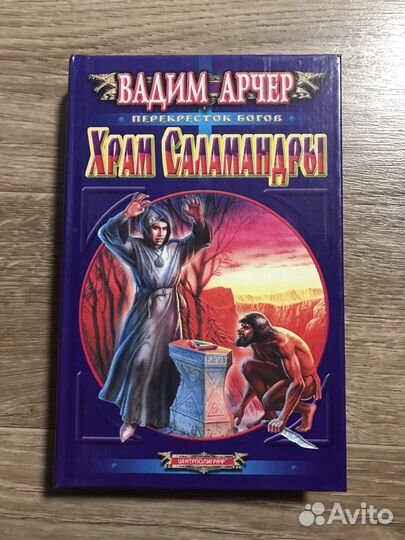 ВАДИМ АРЧЕР
ПЕРЕКРЕСТОК БОГОВ
ХРАМ САЛАМАНДРЫ
ЦЕНТРПОЛИГРАФ
Avito